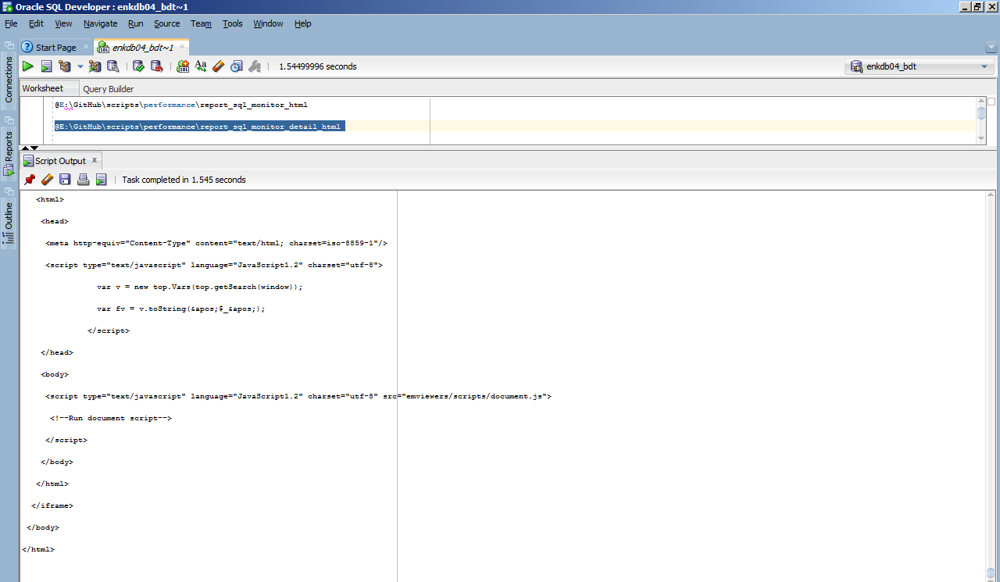 Oracle SQL Developer : enkdb04_bdt~1
File Edit View Navigate Run Source Team Tools Window Help
Start Page enkdb04_bdt~1
1.54499996 seconds enkdb04_bdt
Worksheet Query Builder
@E:\GitHub\scripts\performance\report_sql_monitor_html
@E:\GitHub\scripts\performance\report_sql_monitor_detail_html
Connections
Reports
Outline
Script Output x
Task completed in 1.545 seconds
<html>
<head>
<meta http-equiv="Content-Type" content="text/html; charset=iso-8859-1"/>
<script type="text/javascript" language="JavaScript1.2" charset="utf-8">
var v = new top.Vars(top.getSearch(window));
var fv = v.toString(&apos;$_&apos;);
</script>
</head>
<body>
<script type="text/javascript" language="JavaScript1.2" charset="utf-8" src="emviewers/scripts/document.js">
<!--Run document script-->
</script>
</body>
</html>
</iframe>
</body>
</html>